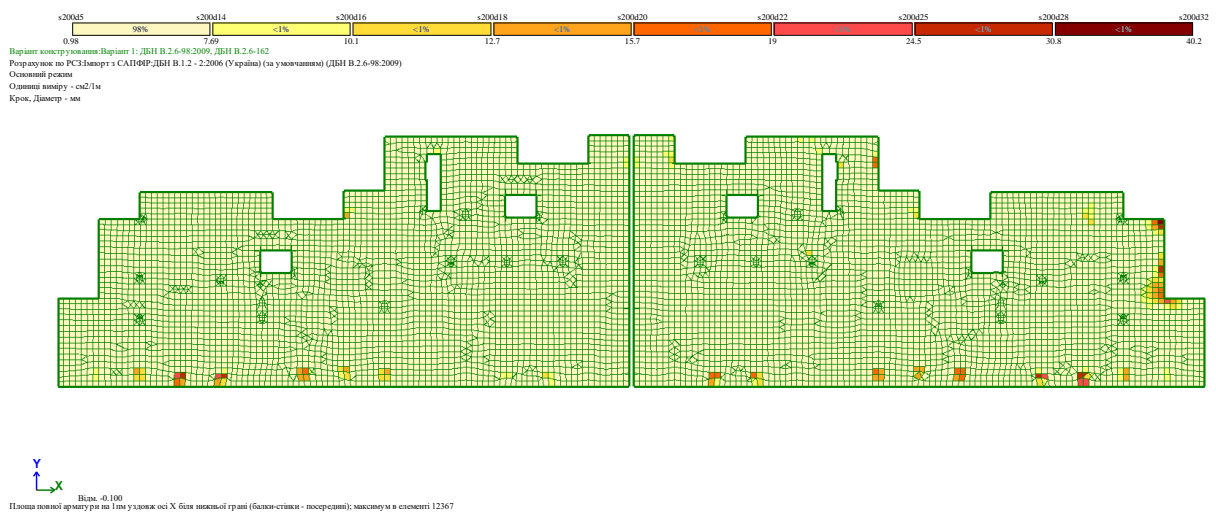 s200d5 s200d14 s200d16 s200d18 s200d20 s200d22 s200d25 s200d28 s200d32
98% <1% <1% <1% <1% <1% <1% <1%
0.98 7.69 10.1 12.7 15.7 19 24.5 30.8 40.2
Варіант конструювання:Варіант 1: ДБН В.2.6-98:2009, ДБН В.2.6-162
Розрахунок по РСЗ:Імпорт з САПФІР:ДБН В.1.2 - 2:2006 (Україна) (за умовчанням) (ДБН В.2.6-98:2009)
Основний режим
Одиниці виміру - см2/1м
Крок, Діаметр - мм
Y
X
Відм. -0.100
Площа повної арматури на 1пм уздовж осі X біля нижньої грані (балки-стінки - посередині); максимум в елементі 12367